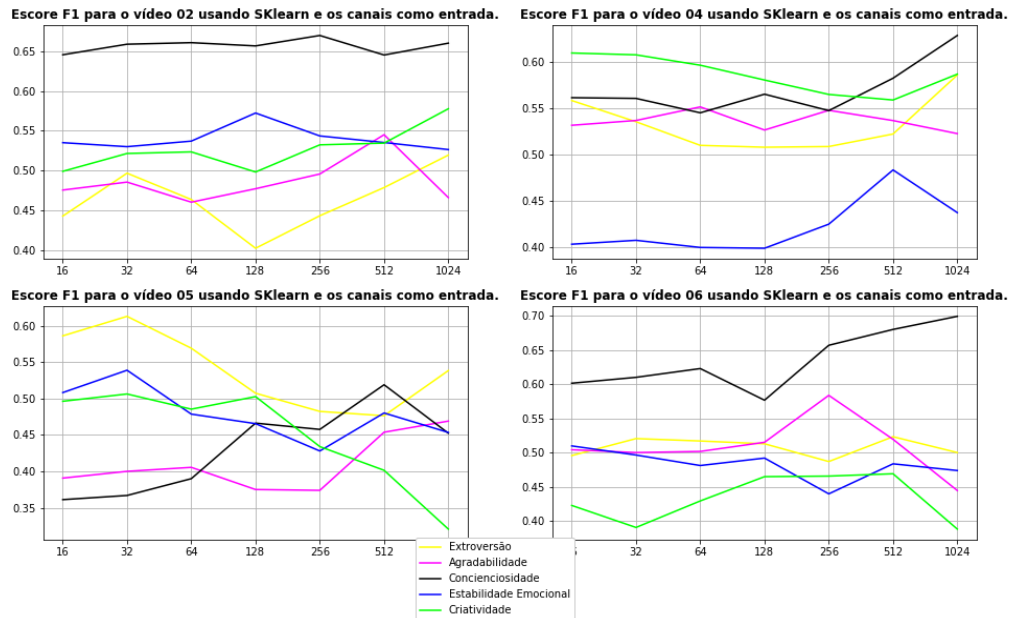 Escore F1 para o vídeo 02 usando SKlearn e os canais como entrada.
0.65
0.60
0.55
0.50
0.45
0.40
16 32 64 128 256 512 1024
Escore F1 para o vídeo 04 usando SKlearn e os canais como entrada.
0.60
0.55
0.50
0.45
0.40
16 32 64 128 256 512 1024
Escore F1 para o vídeo 05 usando SKlearn e os canais como entrada.
0.60
0.55
0.50
0.45
0.40
0.35
16 32 64 128 256 512
Escore F1 para o vídeo 06 usando SKlearn e os canais como entrada.
0.70
0.65
0.60
0.55
0.50
0.45
0.40
32 64 128 256 512 1024
Extroversão
Agradabilidade
Concienciosidade
Estabilidade Emocional
Criatividade